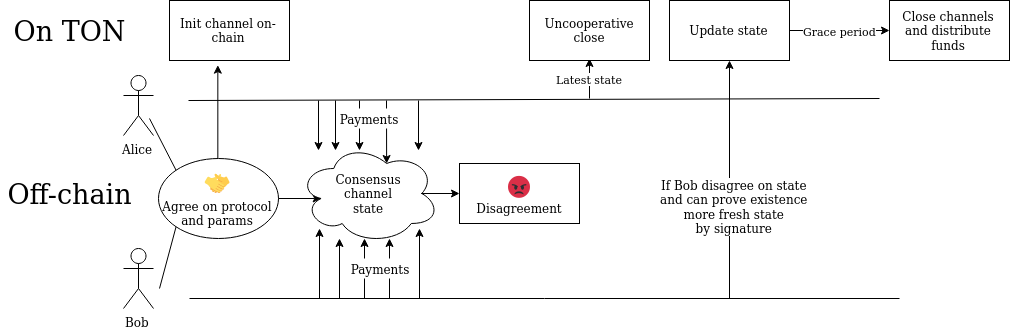 On TON
Init channel on-
chain
Uncooperative
close
Update state
Grace period
Close channels
and distribute
funds
Latest state
Alice
Payments
Off-chain
Agree on protocol
and params
Consensus
channel
state
Disagreement
If Bob disagree on state
and can prove existence
more fresh state
by signature
Payments
Bob